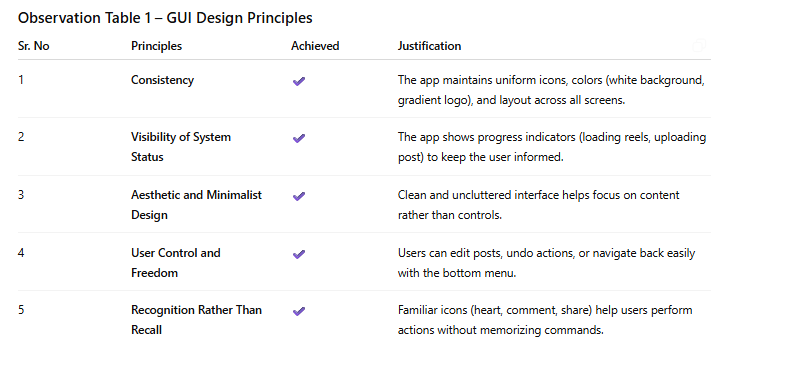 Observation Table 1 – GUI Design Principles
Sr. No Principles Achieved Justification
1 Consistency ✔ The app maintains uniform icons, colors (white background,
gradient logo), and layout across all screens.
2 Visibility of System ✔ The app shows progress indicators (loading reels, uploading
Status post) to keep the user informed.
3 Aesthetic and Minimalist ✔ Clean and uncluttered interface helps focus on content
Design rather than controls.
4 User Control and ✔ Users can edit posts, undo actions, or navigate back easily
Freedom with the bottom menu.
5 Recognition Rather Than ✔ Familiar icons (heart, comment, share) help users perform
Recall actions without memorizing commands.